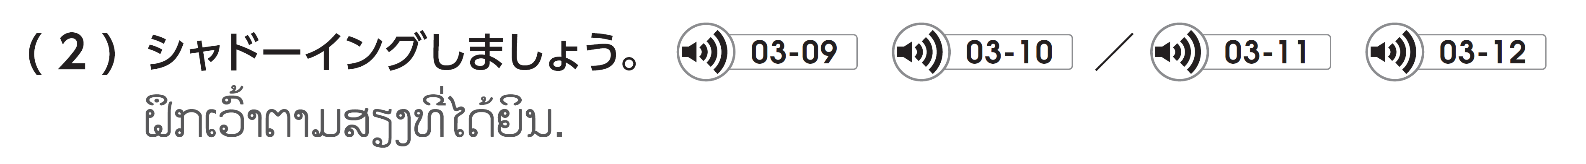 (2) シャドーイングしましょう。 03-09 03-10 ／ 03-11 03-12
ຝຶກເວົ້າຕາມສຽງທີ່ໄດ້ຍິນ.